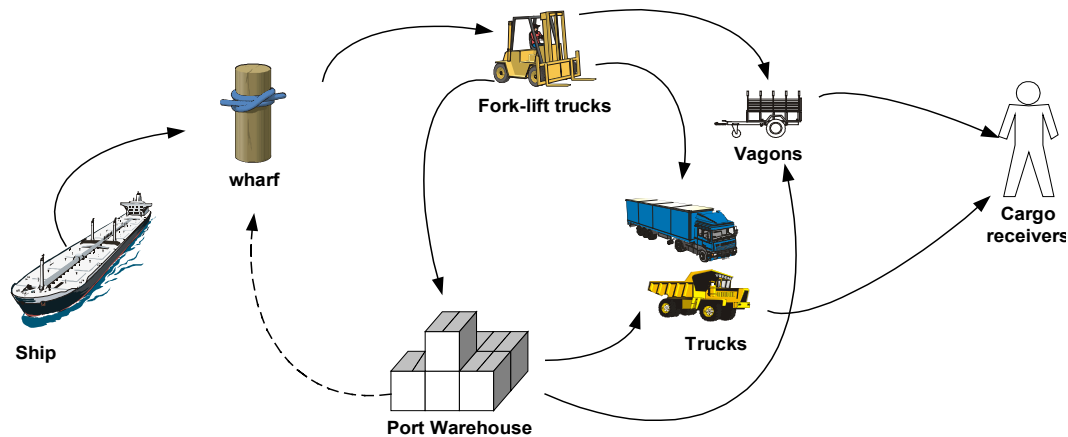 Fork-lift trucks
Vagons
wharf
Cargo
receivers
Ship
Trucks
Port Warehouse